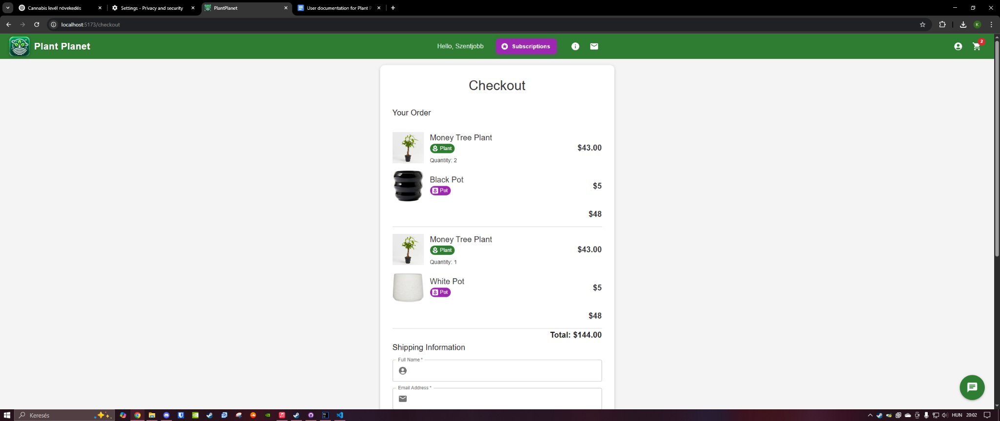 Cannabis levél növekedés
Settings - Privacy and security
PlantPlanet
User documentation for Plant P
localhost:5173/checkout
K
Plant Planet
Hello, Szentjobb
Subscriptions
2
Checkout
Your Order
Money Tree Plant
Plant
$43.00
Quantity: 2
Black Pot
Pot
$5
$48
Money Tree Plant
Plant
$43.00
Quantity: 1
White Pot
Pot
$5
$48
Total: $144.00
Shipping Information
Full Name *
Email Address *
Keresés
HUN
20:02